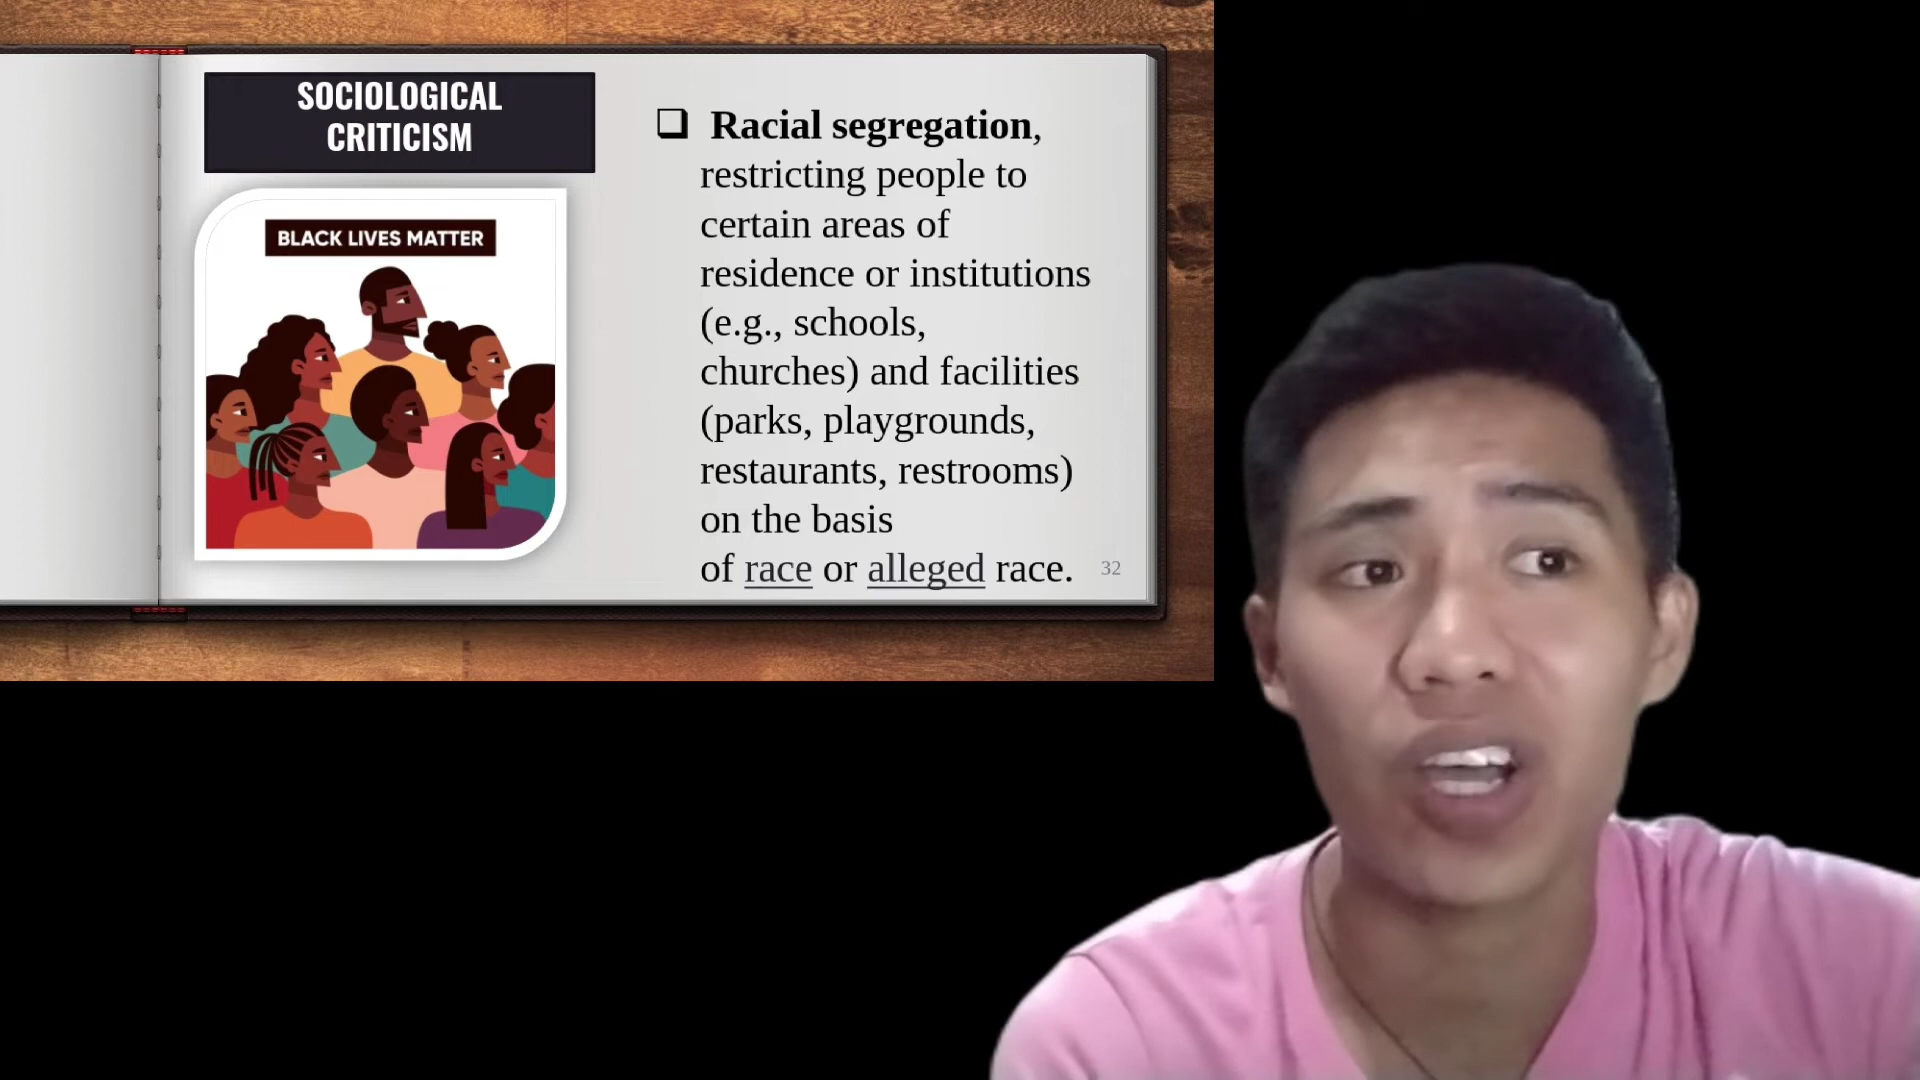 SOCIOLOGICAL
CRITICISM
BLACK LIVES MATTER
Racial segregation,
restricting people to
certain areas of
residence or institutions
(e.g., schools,
churches) and facilities
(parks, playgrounds,
restaurants, restrooms)
on the basis
of race or alleged race.
32